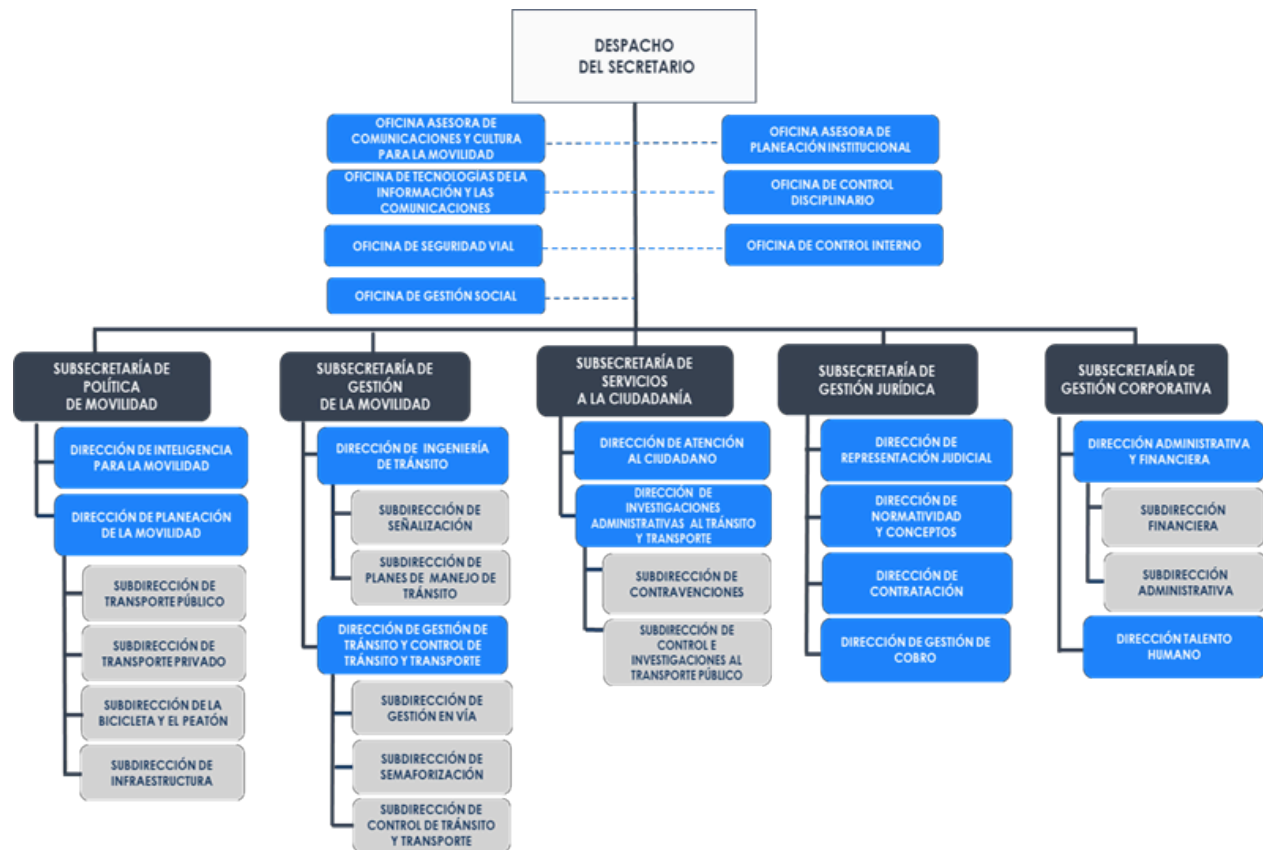 DESPACHO
DEL SECRETARIO
OFICINA ASESORA DE
COMUNICACIONES Y CULTURA
PARA LA MOVILIDAD
OFICINA ASESORA DE
PLANEACIÓN INSTITUCIONAL
OFICINA DE TECNOLOGÍAS DE LA
INFORMACIÓN Y LAS
COMUNICACIONES
OFICINA DE CONTROL
DISCIPLINARIO
OFICINA DE SEGURIDAD VIAL
OFICINA DE CONTROL INTERNO
OFICINA DE GESTIÓN SOCIAL
SUBSECRETARÍA DE
POLÍTICA
DE MOVILIDAD
DIRECCIÓN DE INTELIGENCIA
PARA LA MOVILIDAD
DIRECCIÓN DE PLANEACIÓN
DE LA MOVILIDAD
SUBDIRECCIÓN DE
TRANSPORTE PÚBLICO
SUBDIRECCIÓN DE
TRANSPORTE PRIVADO
SUBDIRECCIÓN DE LA
BICICLETA Y EL PEATÓN
SUBDIRECCIÓN DE
INFRAESTRUCTURA
SUBSECRETARÍA DE
GESTIÓN
DE LA MOVILIDAD
DIRECCIÓN DE INGENIERÍA
DE TRÁNSITO
SUBDIRECCIÓN DE
SEÑALIZACIÓN
SUBDIRECCIÓN DE
PLANES DE MANEJO DE
TRÁNSITO
DIRECCIÓN DE GESTIÓN DE
TRÁNSITO Y CONTROL DE
TRÁNSITO Y TRANSPORTE
SUBDIRECCIÓN DE
GESTIÓN EN VÍA
SUBDIRECCIÓN DE
SEMAFORIZACIÓN
SUBDIRECCIÓN DE
CONTROL DE TRÁNSITO
Y TRANSPORTE
SUBSECRETARÍA DE
SERVICIOS
A LA CIUDADANÍA
DIRECCIÓN DE ATENCIÓN
AL CIUDADANO
DIRECCIÓN DE
INVESTIGACIONES
ADMINISTRATIVAS AL TRÁNSITO
Y TRANSPORTE
SUBDIRECCIÓN DE
CONTRAVENCIONES
SUBDIRECCIÓN DE
CONTROL E
INVESTIGACIONES AL
TRANSPORTE PÚBLICO
SUBSECRETARÍA DE
GESTIÓN JURÍDICA
DIRECCIÓN DE
REPRESENTACIÓN JUDICIAL
DIRECCIÓN DE
NORMATIVIDAD
Y CONCEPTOS
DIRECCIÓN DE
CONTRATACIÓN
DIRECCIÓN DE GESTIÓN DE
COBRO
SUBSECRETARÍA DE
GESTIÓN CORPORATIVA
DIRECCIÓN ADMINISTRATIVA
Y FINANCIERA
SUBDIRECCIÓN
FINANCIERA
SUBDIRECCIÓN
ADMINISTRATIVA
DIRECCIÓN TALENTO
HUMANO